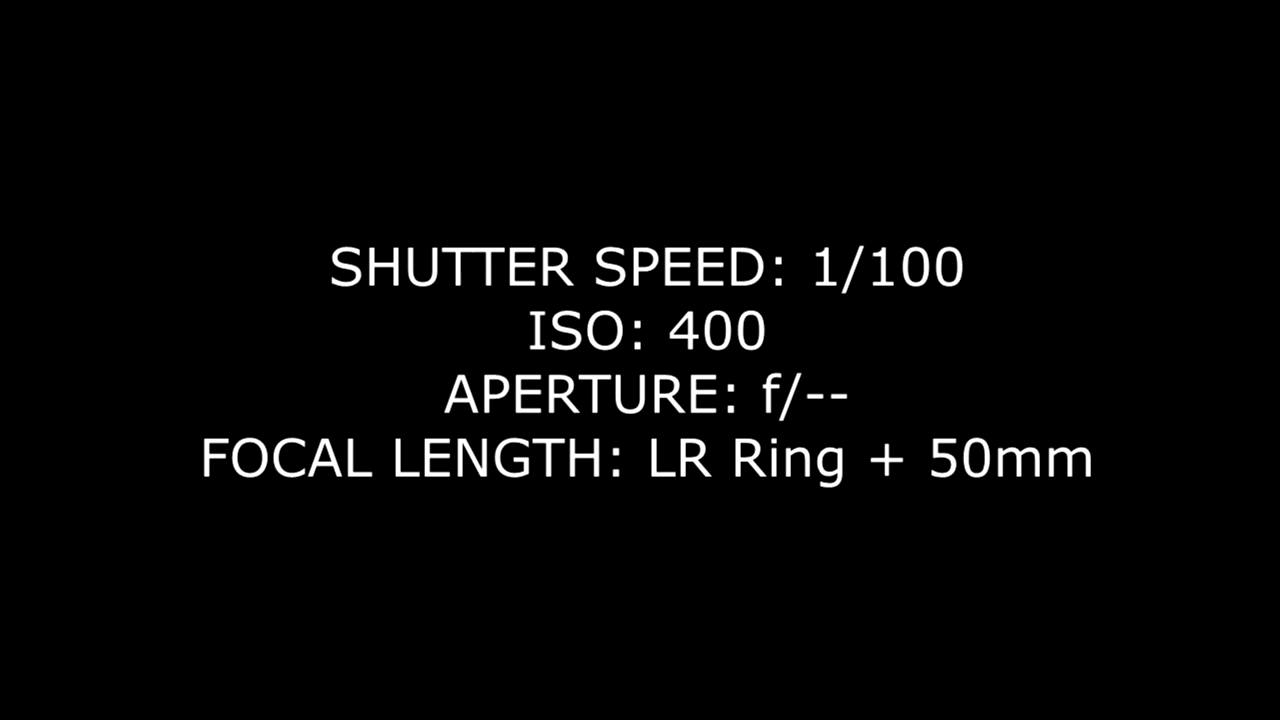 SHUTTER SPEED: 1/100
ISO: 400
APERTURE: f/--
FOCAL LENGTH: LR Ring + 50mm